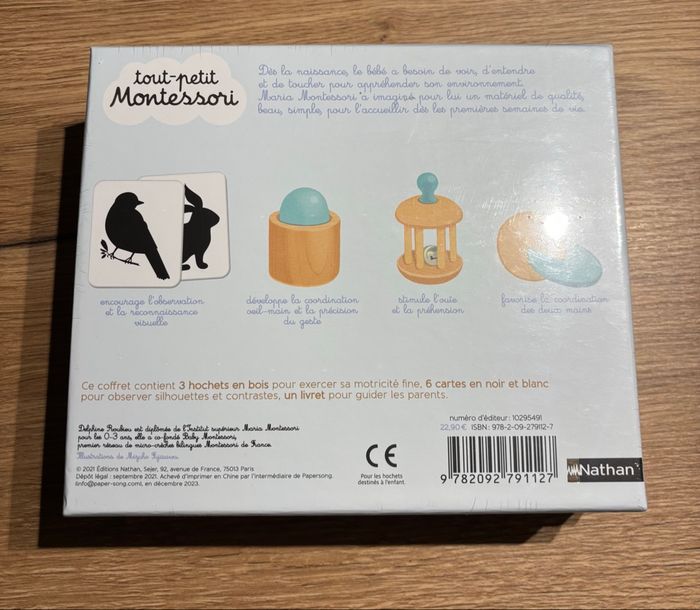 tout-petit
Montessori
Dès la naissance, le bébé a besoin de voir, d'entendre
et de toucher pour appréhender son environnement.
Maria Montessori a imaginé pour lui un matériel de qualité,
beau, simple, pour l'accueillir dès les premières semaines de vie.
encourage l'observation
et la reconnaissance
visuelle
développe la coordination
oeil-main et la précision
du geste
stimule l'ouïe
et la préhension
favorise la coordination
des deux mains
Ce coffret contient 3 hochets en bois pour exercer sa motricité fine, 6 cartes en noir et blanc
pour observer silhouettes et contrastes, un livret pour guider les parents.
Delphine Roubieu est diplômée de l'Institut supérieur Maria Montessori
pour les 0-3 ans, elle a co-fondé Baby Montessori,
premier réseau de micro-crèches bilingue Montessori de France.
Illustrations de
© 2021 Éditions Nathan, Sejer, 92, avenue de France, 75013 Paris
Dépôt légal : septembre 2021. Achevé d'imprimer en Chine par l'intermédiaire de Papersong.
(info@paper-song.com), en décembre 2023.
CE
Pour les hochets
destinés à l'enfant.
numéro d'éditeur : 10295491
22,90 € ISBN : 978-2-09-279112-7
9 782092 791127
Nathan